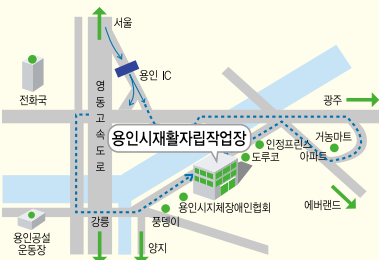 서울
용인 IC
전화국
영동고속도로
광주
용인시재활자립작업장
인정프린스
아파트
거농마트
도루코
용인시지체장애인협회
에버랜드
풍뎅이
용인공설
운동장
강릉
양지